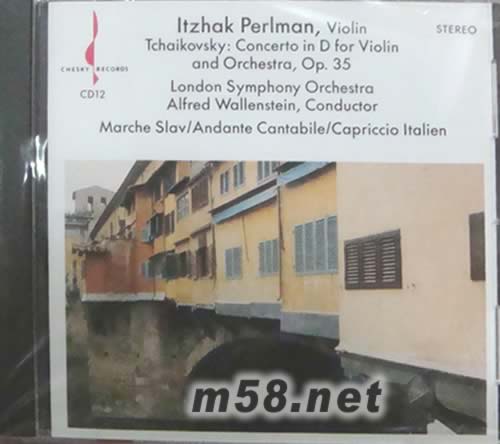 Itzhak Perlman, Violin
STEREO
Tchaikovsky: Concerto in D for Violin
and Orchestra, Op. 35
CHESKY RECORDS
CD12
London Symphony Orchestra
Alfred Wallenstein, Conductor
Marche Slav/Andante Cantabile/Capriccio Italien
m58.net